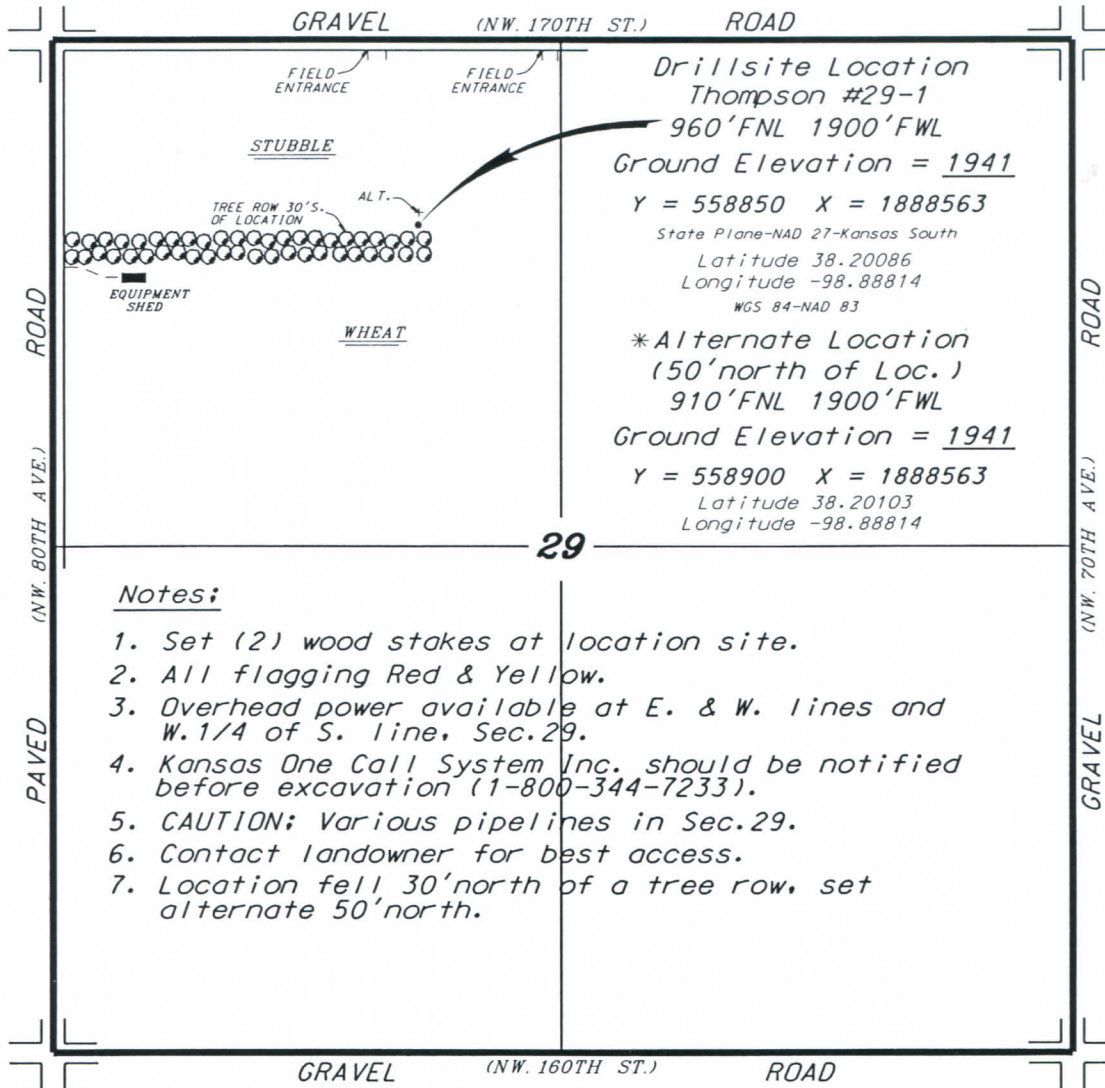 GRAVEL (NW. 170TH ST.) ROAD
FIELD
ENTRANCE
FIELD
ENTRANCE
STUBBLE
ALT.
TREE ROW 30'S.
OF LOCATION
EQUIPMENT
SHED
WHEAT
Drillsite Location
Thompson #29-1
960'FNL 1900'FWL
Ground Elevation = 1941
Y = 558850 X = 1888563
State Plane-NAD 27-Kansas South
Latitude 38.20086
Longitude -98.88814
WGS 84-NAD 83
*Alternate Location
(50'north of Loc.)
910'FNL 1900'FWL
Ground Elevation = 1941
Y = 558900 X = 1888563
Latitude 38.20103
Longitude -98.88814
PAVED (NW. 80TH AVE.) ROAD
GRAVEL (NW. 70TH AVE.) ROAD
29
Notes:
1. Set (2) wood stakes at location site.
2. All flagging Red & Yellow.
3. Overhead power available at E. & W. lines and
W.1/4 of S. line, Sec.29.
4. Kansas One Call System Inc. should be notified
before excavation (1-800-344-7233).
5. CAUTION: Various pipelines in Sec.29.
6. Contact landowner for best access.
7. Location fell 30'north of a tree row, set
alternate 50'north.
GRAVEL (NW. 160TH ST.) ROAD